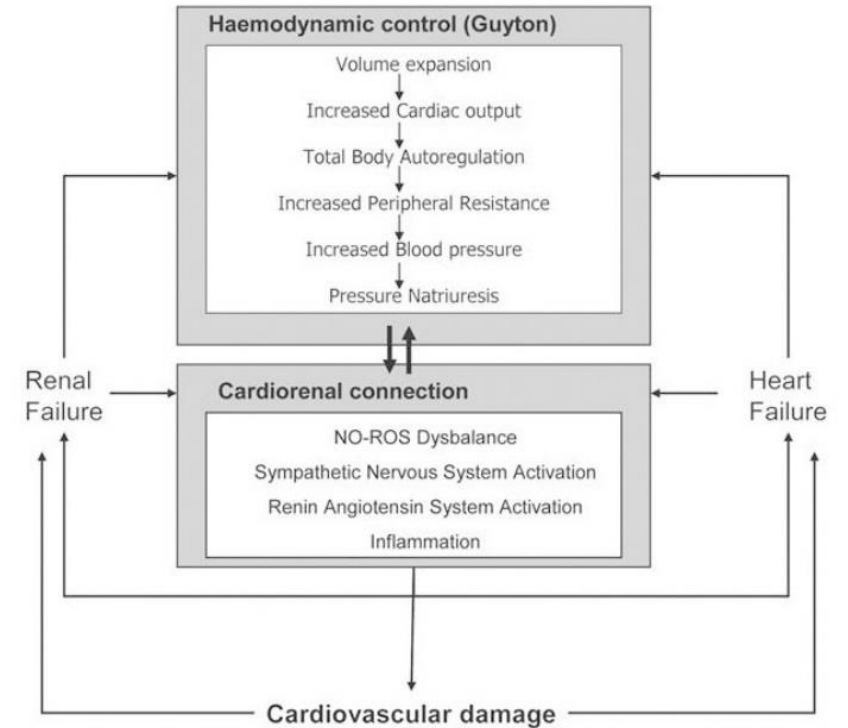 Haemodynamic control (Guyton)
Volume expansion
Increased Cardiac output
Total Body Autoregulation
Increased Peripheral Resistance
Increased Blood pressure
Pressure Natriuresis
Renal
Failure
Heart
Failure
Cardiorenal connection
NO-ROS Dysbalance
Sympathetic Nervous System Activation
Renin Angiotensin System Activation
Inflammation
Cardiovascular damage